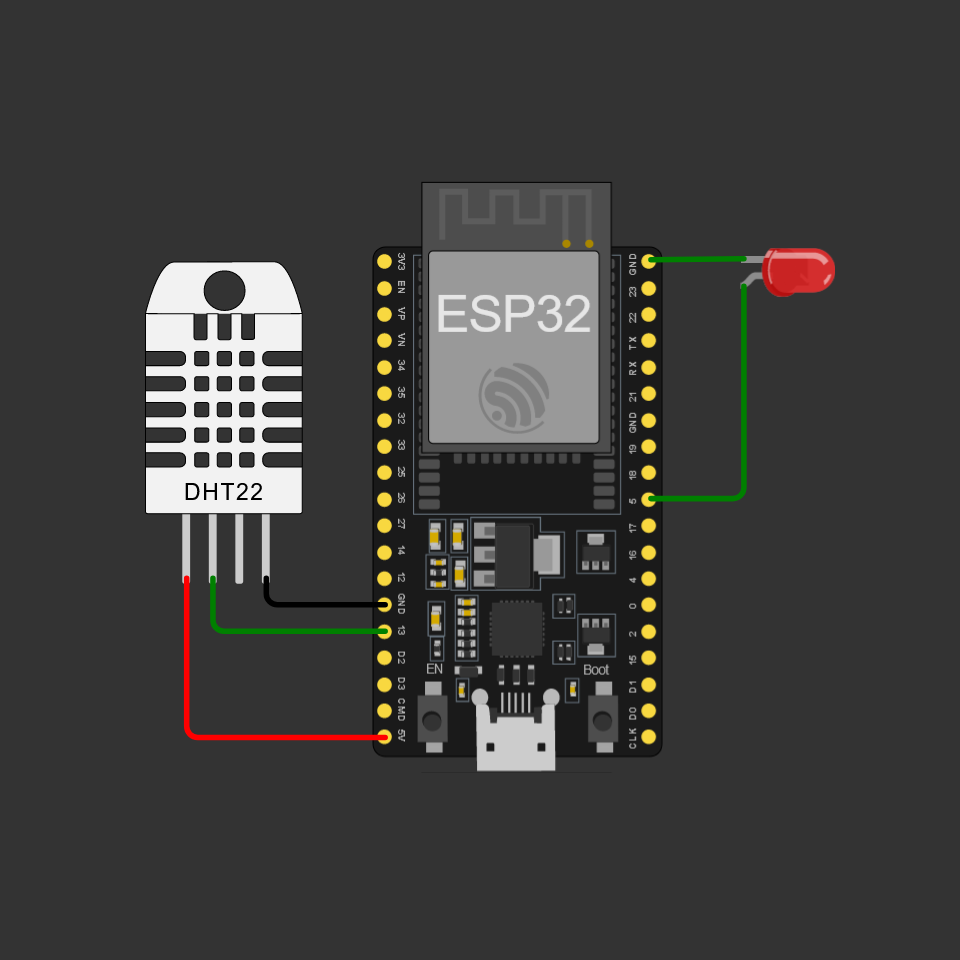 DHT22
ESP32
3V3
EN
VP
VN
34
35
32
33
25
26
27
14
12
GND
13
D2
D3
CMD
5V
GND
23
22
TX
RX
21
GND
19
18
5
17
16
4
0
2
15
D1
D0
CLK
EN
Boot